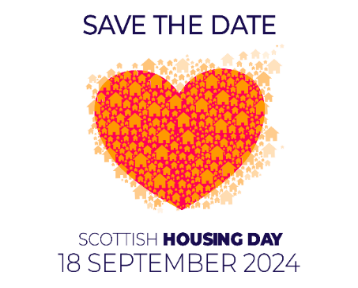 SAVE THE DATE
SCOTTISH HOUSING DAY
18 SEPTEMBER 2024